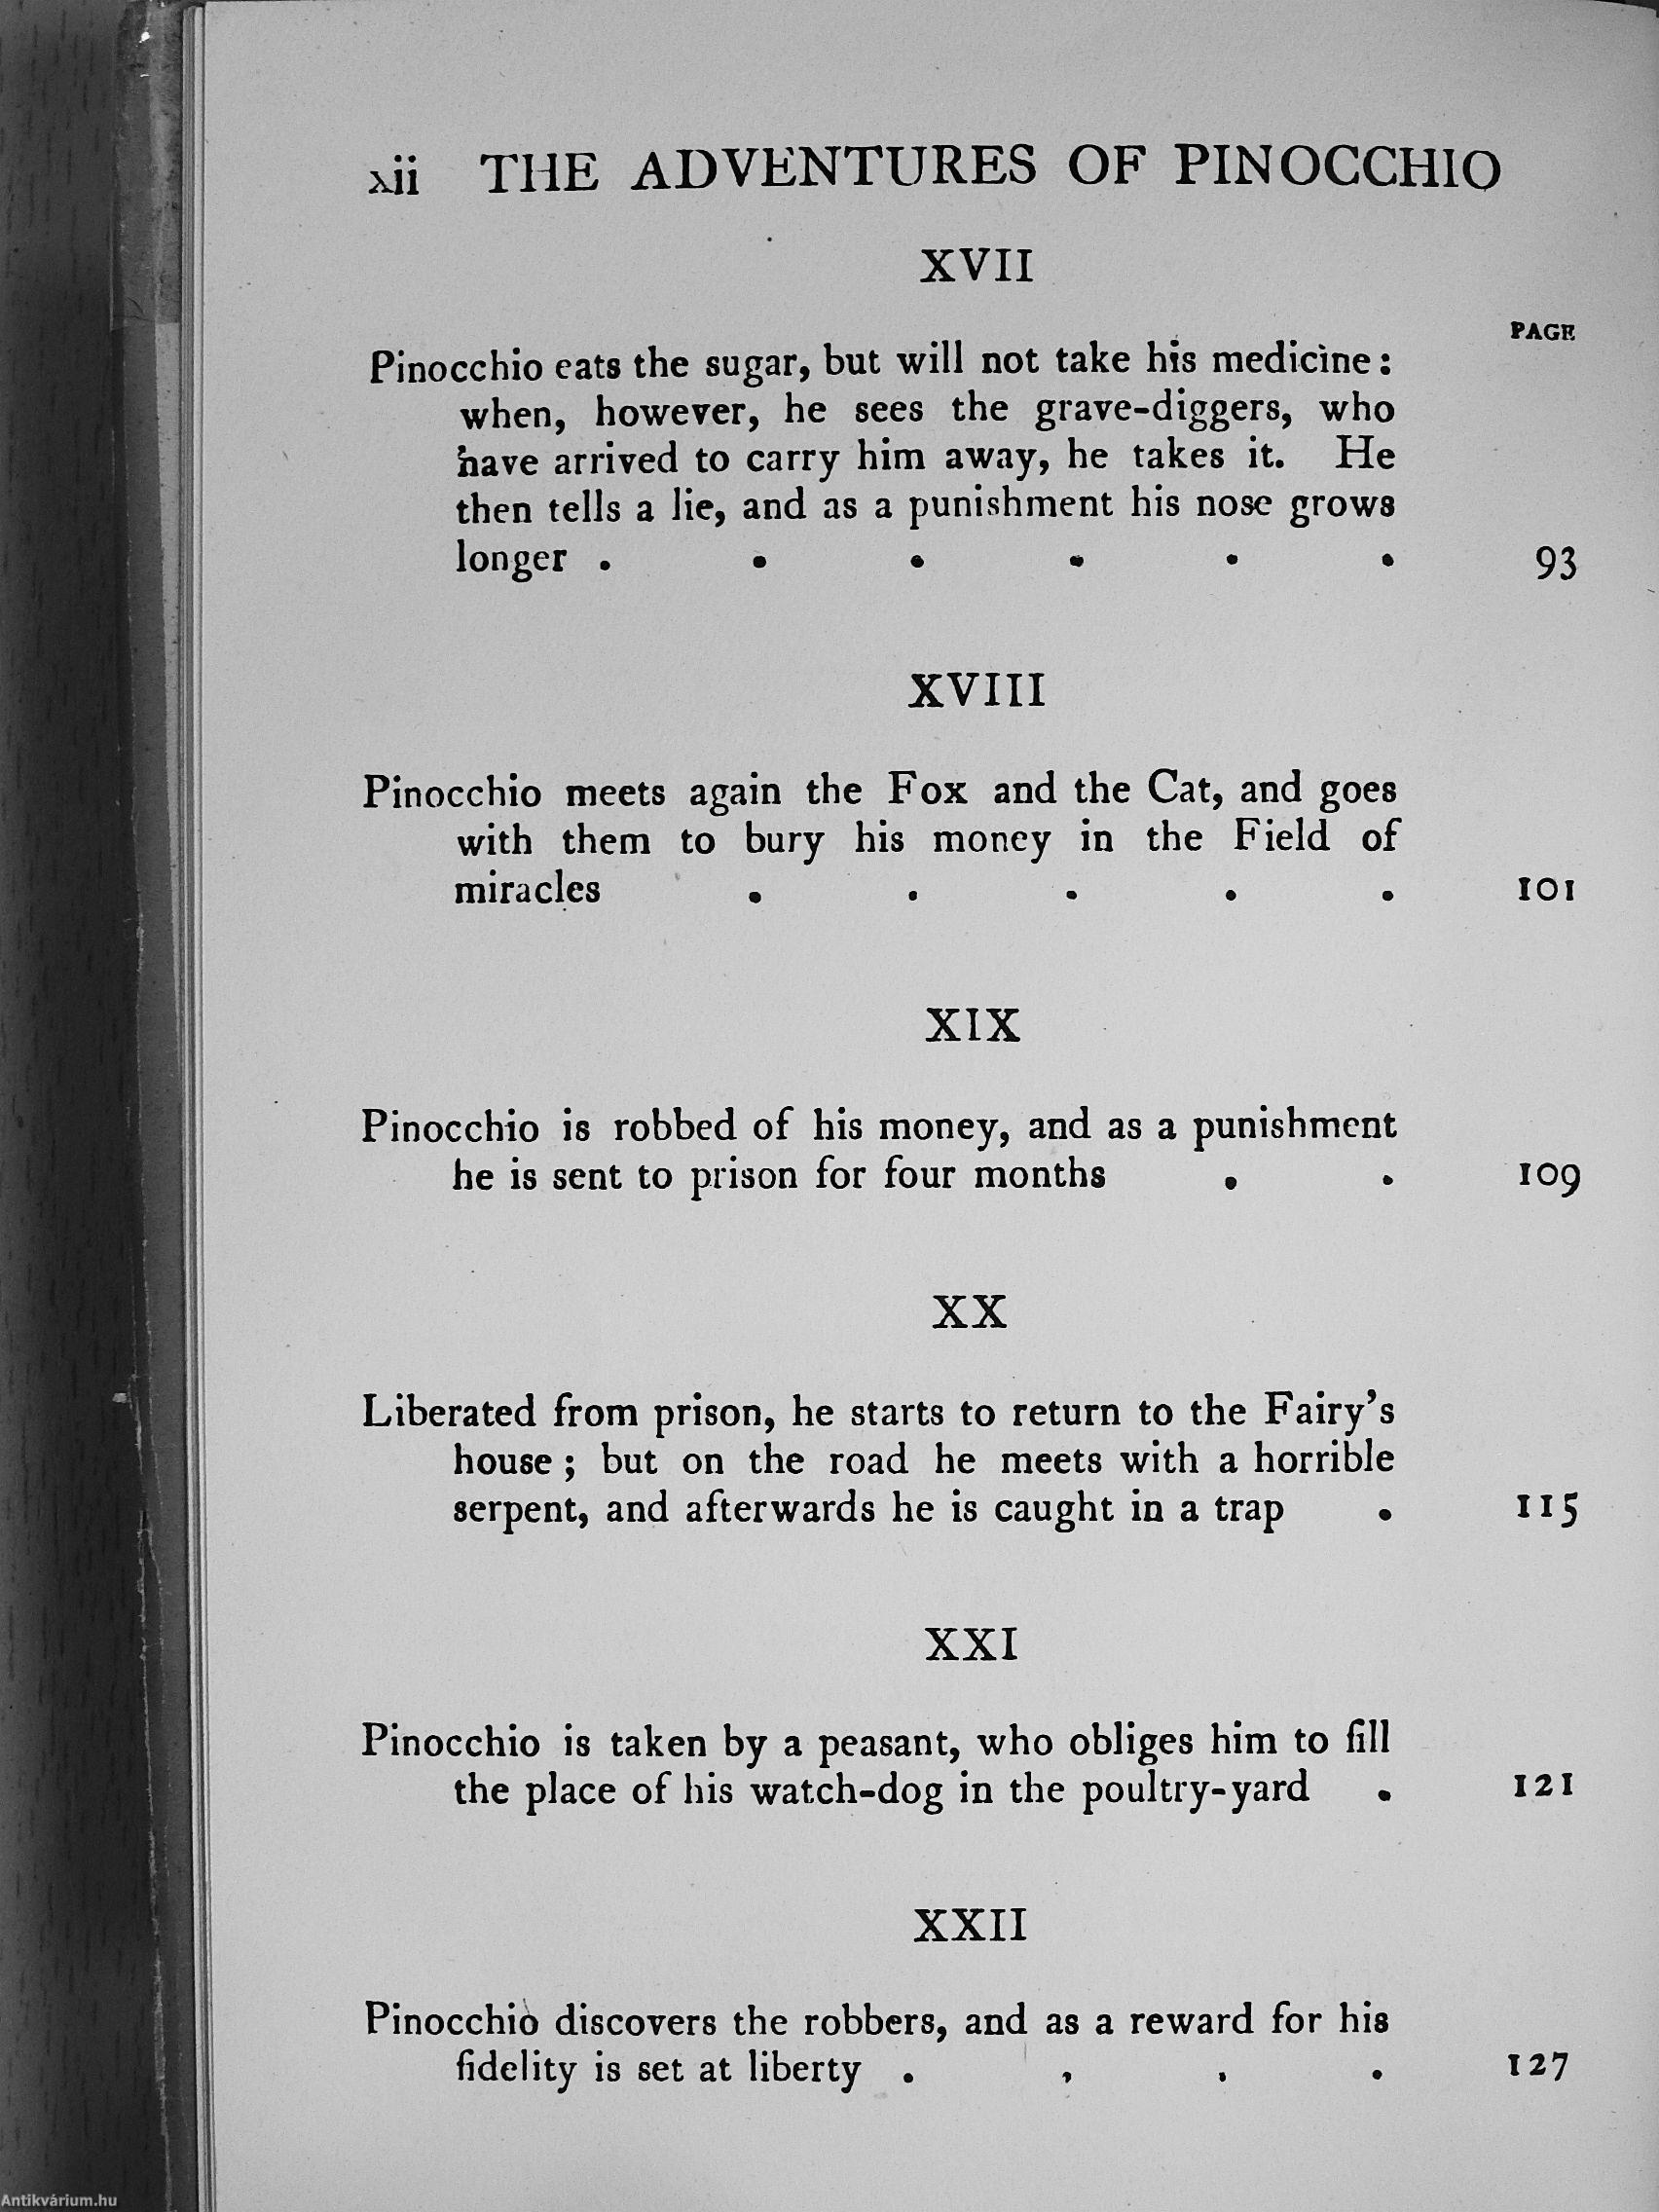 xii THE ADVENTURES OF PINOCCHIO
XVII
PAGE
Pinocchio eats the sugar, but will not take his medicine:
when, however, he sees the grave-diggers, who
have arrived to carry him away, he takes it. He
then tells a lie, and as a punishment his nose grows
longer . . . . . . 93
XVIII
Pinocchio meets again the Fox and the Cat, and goes
with them to bury his money in the Field of
miracles . . . . . 101
XIX
Pinocchio is robbed of his money, and as a punishment
he is sent to prison for four months . . 109
XX
Liberated from prison, he starts to return to the Fairy's
house ; but on the road he meets with a horrible
serpent, and afterwards he is caught in a trap . 115
XXI
Pinocchio is taken by a peasant, who obliges him to fill
the place of his watch-dog in the poultry-yard . 121
XXII
Pinocchio discovers the robbers, and as a reward for his
fidelity is set at liberty . . . . 127
Antikvárium.hu